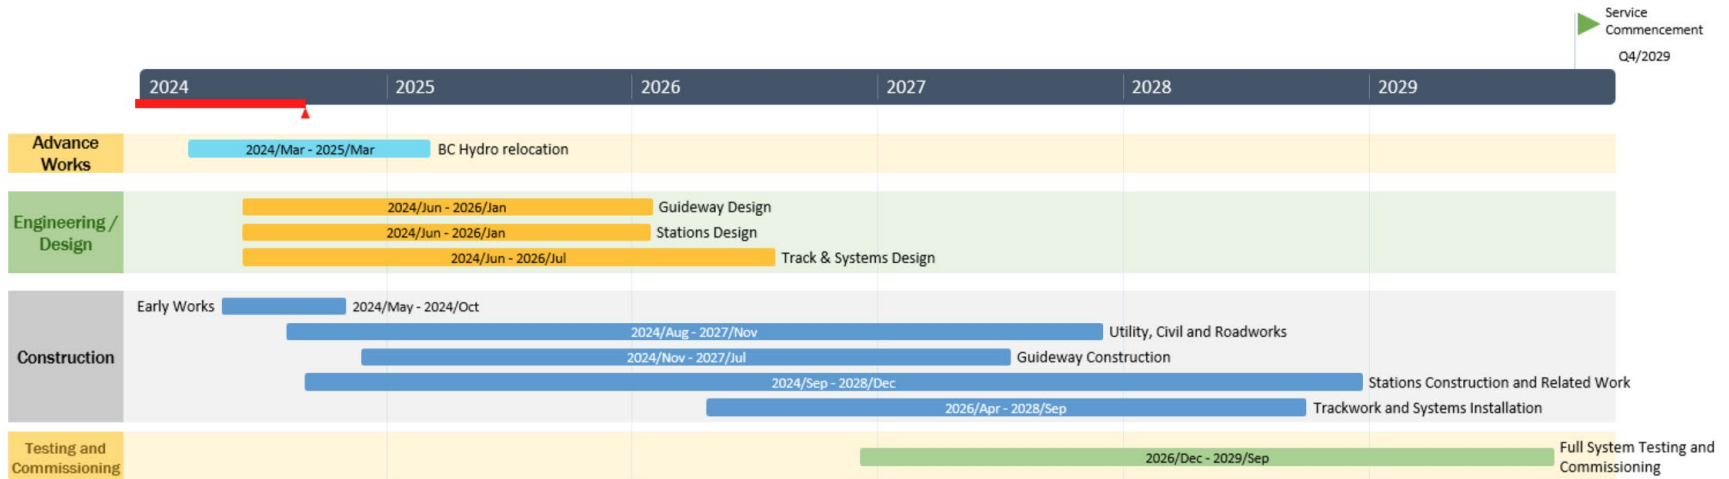 Service
Commencement
Q4/2029
2024 2025 2026 2027 2028 2029
Advance
Works
2024/Mar - 2025/Mar BC Hydro relocation
Engineering /
Design
2024/Jun - 2026/Jan Guideway Design
2024/Jun - 2026/Jan Stations Design
2024/Jun - 2026/Jul Track & Systems Design
Construction
Early Works 2024/May - 2024/Oct
2024/Aug - 2027/Nov Utility, Civil and Roadworks
2024/Nov - 2027/Jul Guideway Construction
2024/Sep - 2028/Dec Stations Construction and Related Work
2026/Apr - 2028/Sep Trackwork and Systems Installation
Testing and
Commissioning
2026/Dec - 2029/Sep Full System Testing and
Commissioning